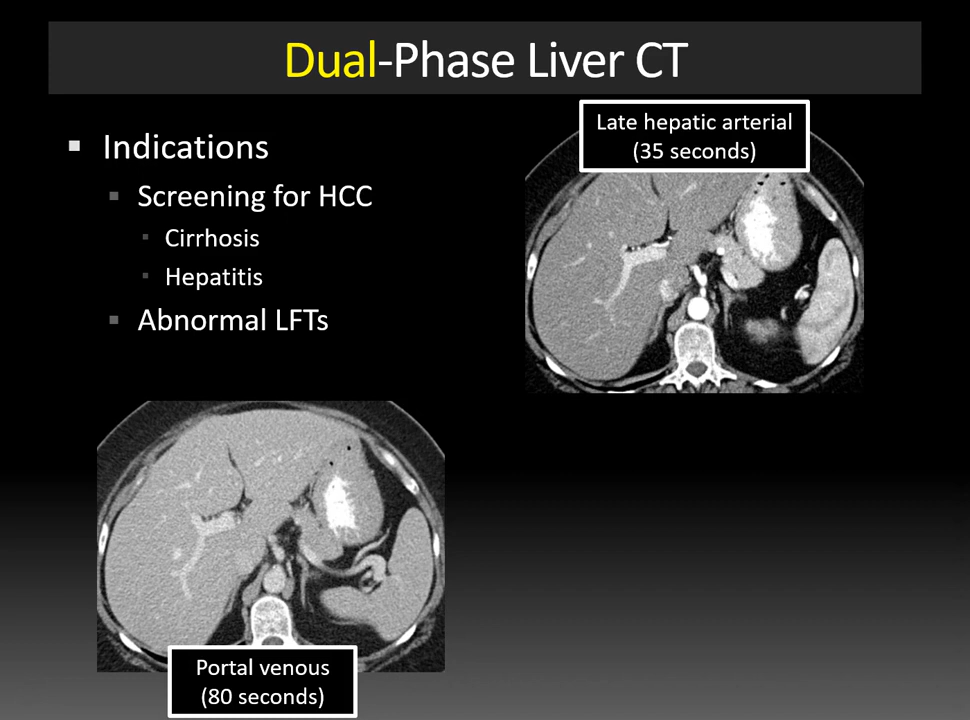 Dual-Phase Liver CT
Indications
Screening for HCC
Cirrhosis
Hepatitis
Abnormal LFTs
Late hepatic arterial
(35 seconds)
Portal venous
(80 seconds)